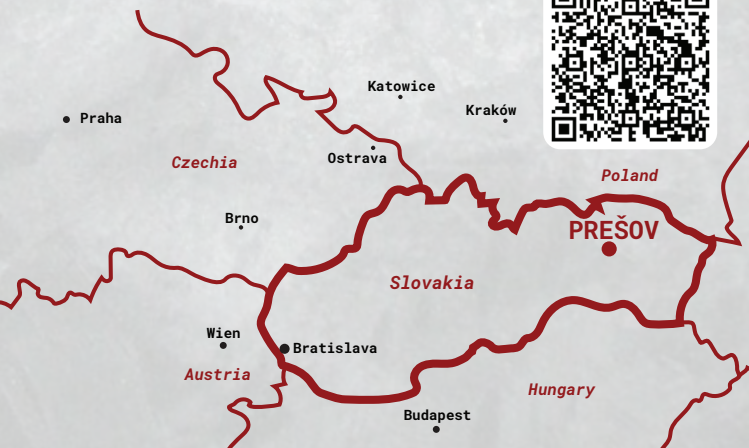 Katowice
Kraków
Praha
Ostrava
Czechia
Poland
Brno
PREŠOV
Slovakia
Wien
Bratislava
Austria
Hungary
Budapest